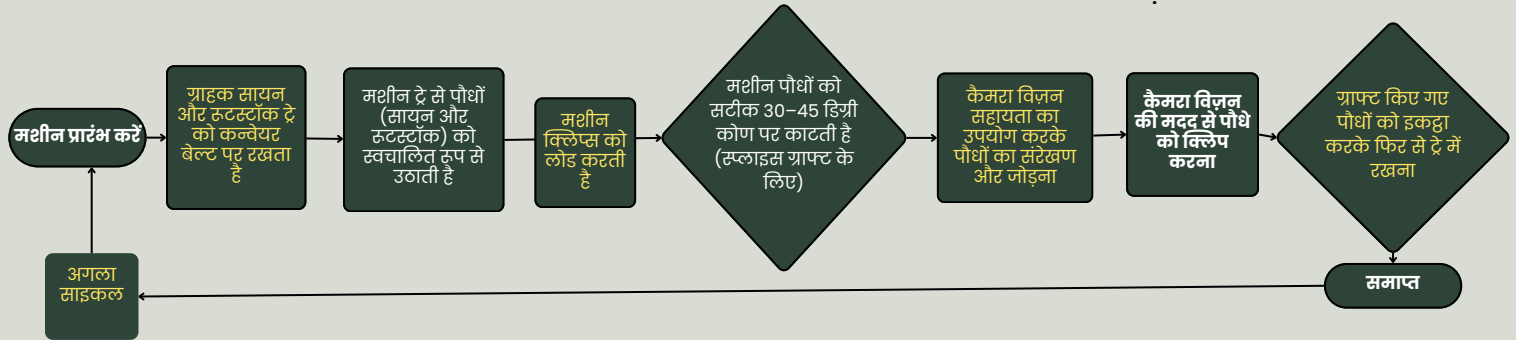 मशीन प्रारंभ करें
ग्राहक सायन
और रूटस्टॉक ट्रे
को कन्वेयर
बेल्ट पर रखता
है
मशीन ट्रे से पौधों
(सायन और
रूटस्टॉक) को
स्वचालित रूप से
उठाती है
मशीन
क्लिप्स को
लोड करती
है
मशीन पौधों को
सटीक 30–45 डिग्री
कोण पर काटती है
(स्प्लाइस ग्राफ्ट के
लिए)
कैमरा विज़न
सहायता का
उपयोग करके
पौधों का संरेखण
और जोड़ना
कैमरा विज़न
की मदद से पौधे
को क्लिप
करना
ग्राफ्ट किए गए
पौधों को इकट्ठा
करके फिर से ट्रे में
रखना
समाप्त
अगला
साइकल